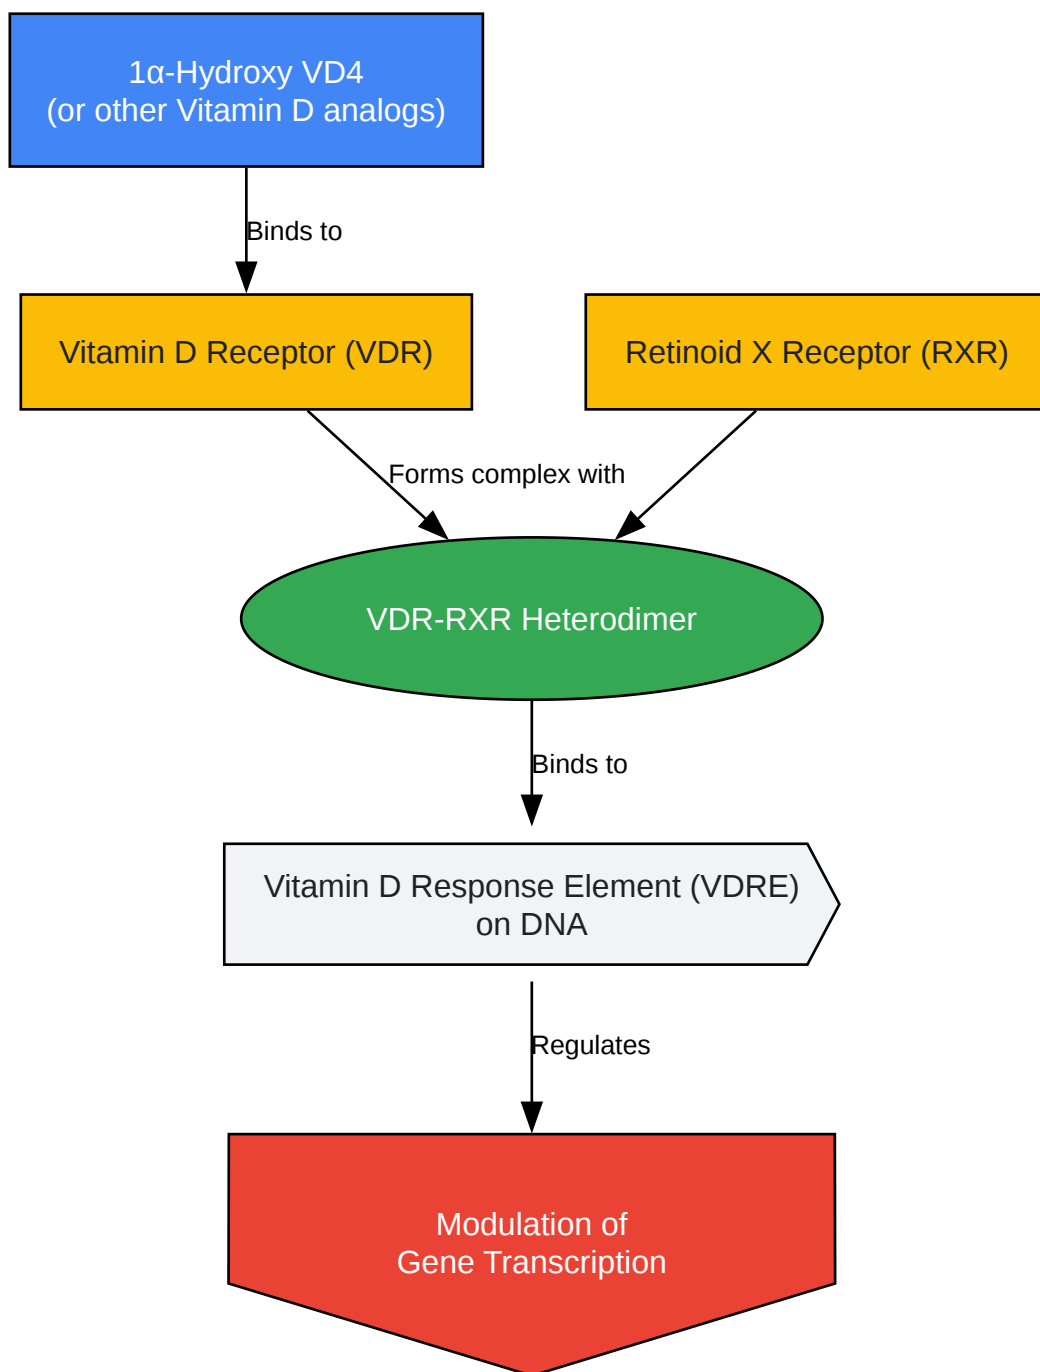 1α-Hydroxy VD4
(or other Vitamin D analogs)
Binds to
Vitamin D Receptor (VDR)
Retinoid X Receptor (RXR)
Forms complex with
VDR-RXR Heterodimer
Binds to
Vitamin D Response Element (VDRE)
on DNA
Regulates
Modulation of
Gene Transcription